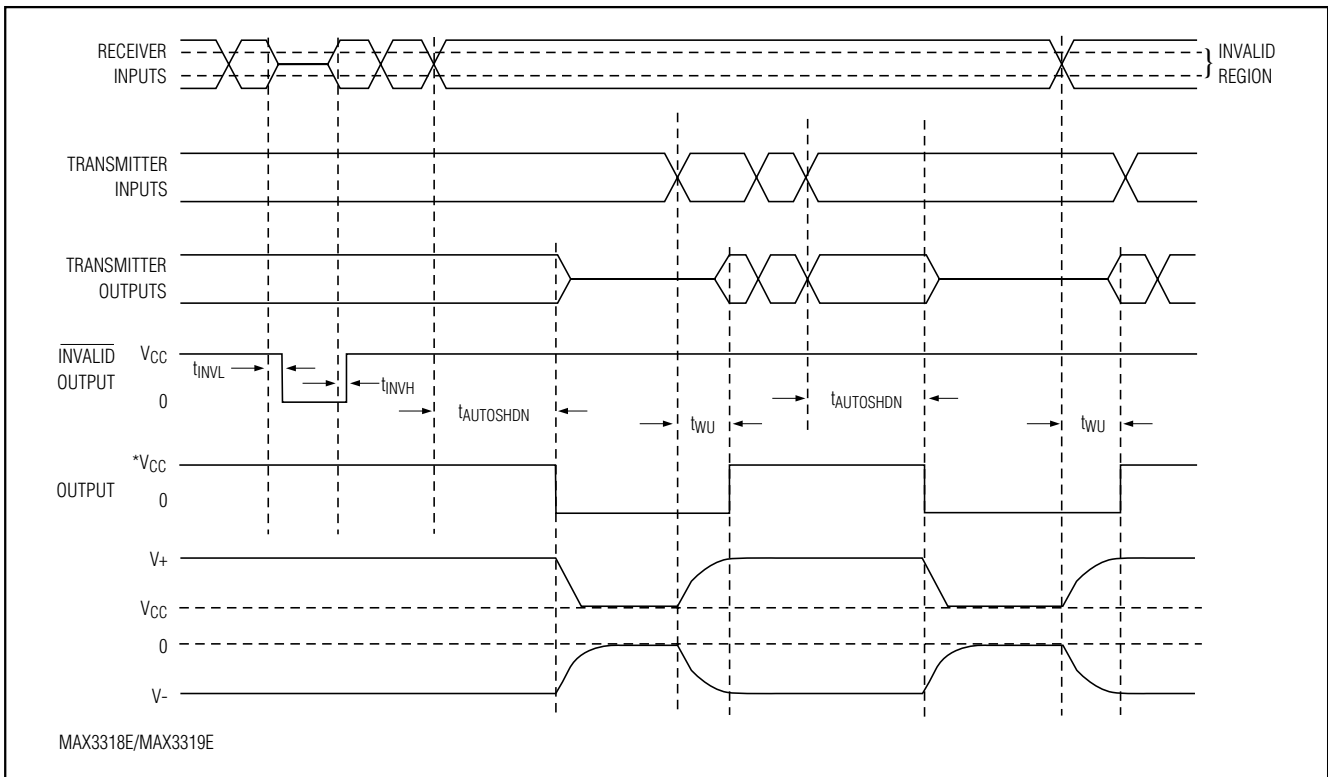 RECEIVER
INPUTS
} INVALID
REGION
TRANSMITTER
INPUTS
TRANSMITTER
OUTPUTS
INVALID
OUTPUT
VCC
0
tINVL
tINVH
tAUTOSHDN
tWU
tAUTOSHDN
tWU
OUTPUT
*VCC
0
V+
VCC
0
V-
MAX3318E/MAX3319E